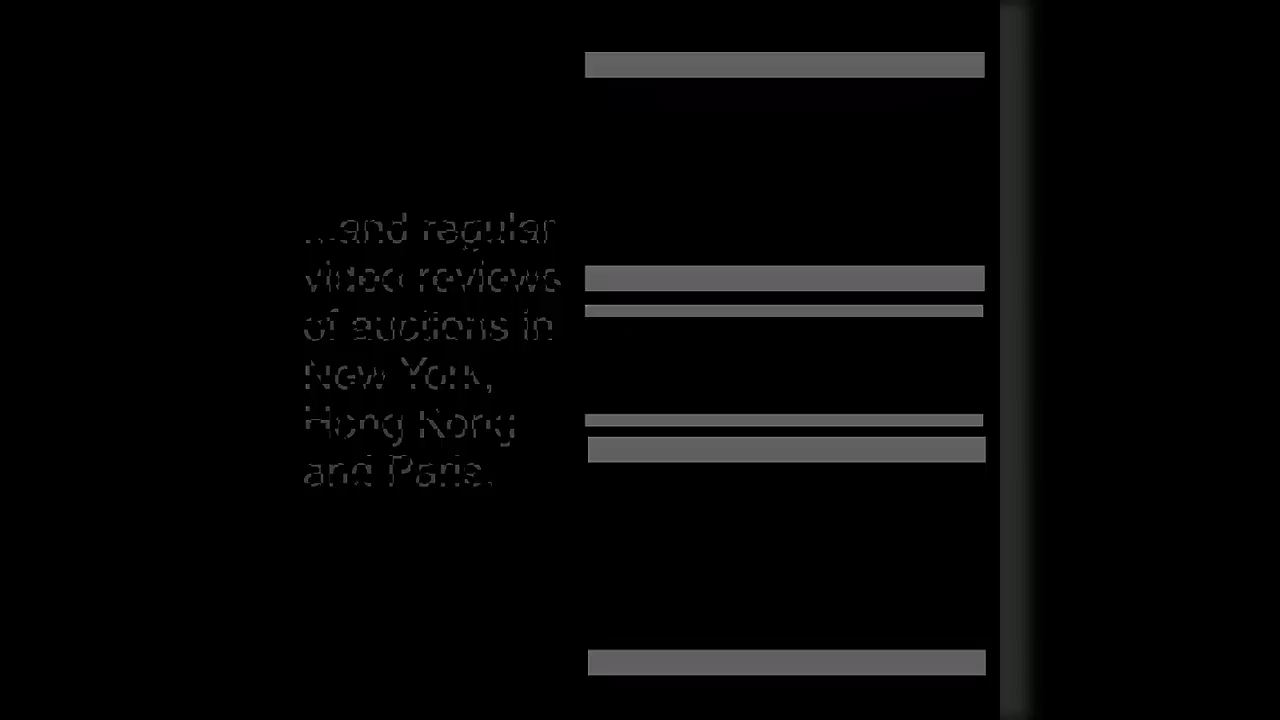 ...and regular
video reviews
of auctions in
New York,
Hong Kong
and Paris.